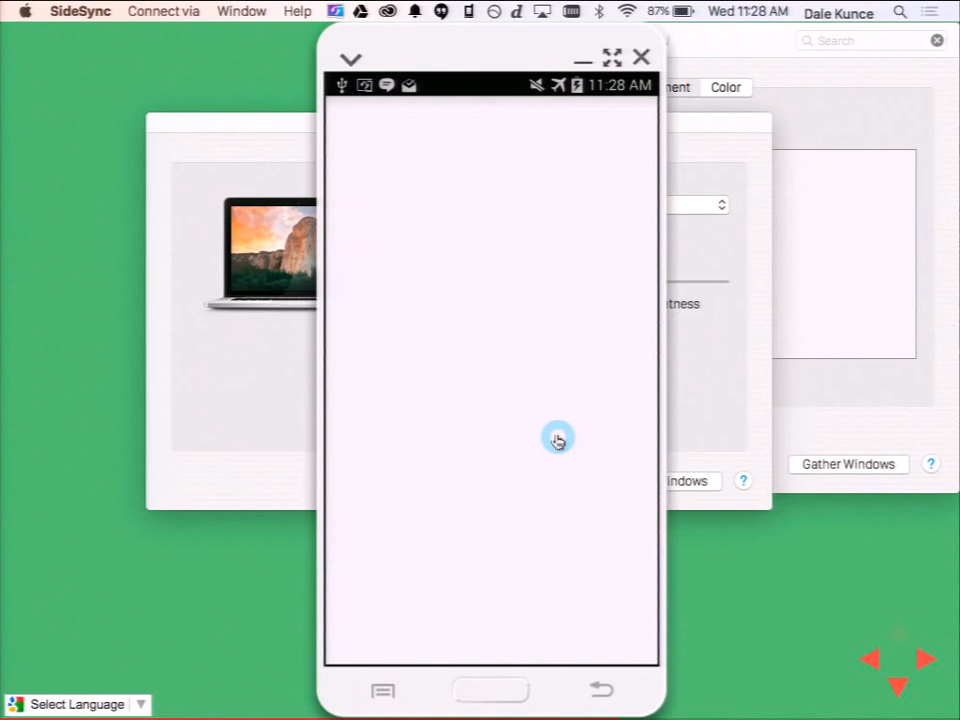 SideSync Connect via Window Help 87% Wed 11:28 AM Dale Kunce
Search
11:28 AM
ment Color
tness
Gather Windows ?
indows ?
Select Language